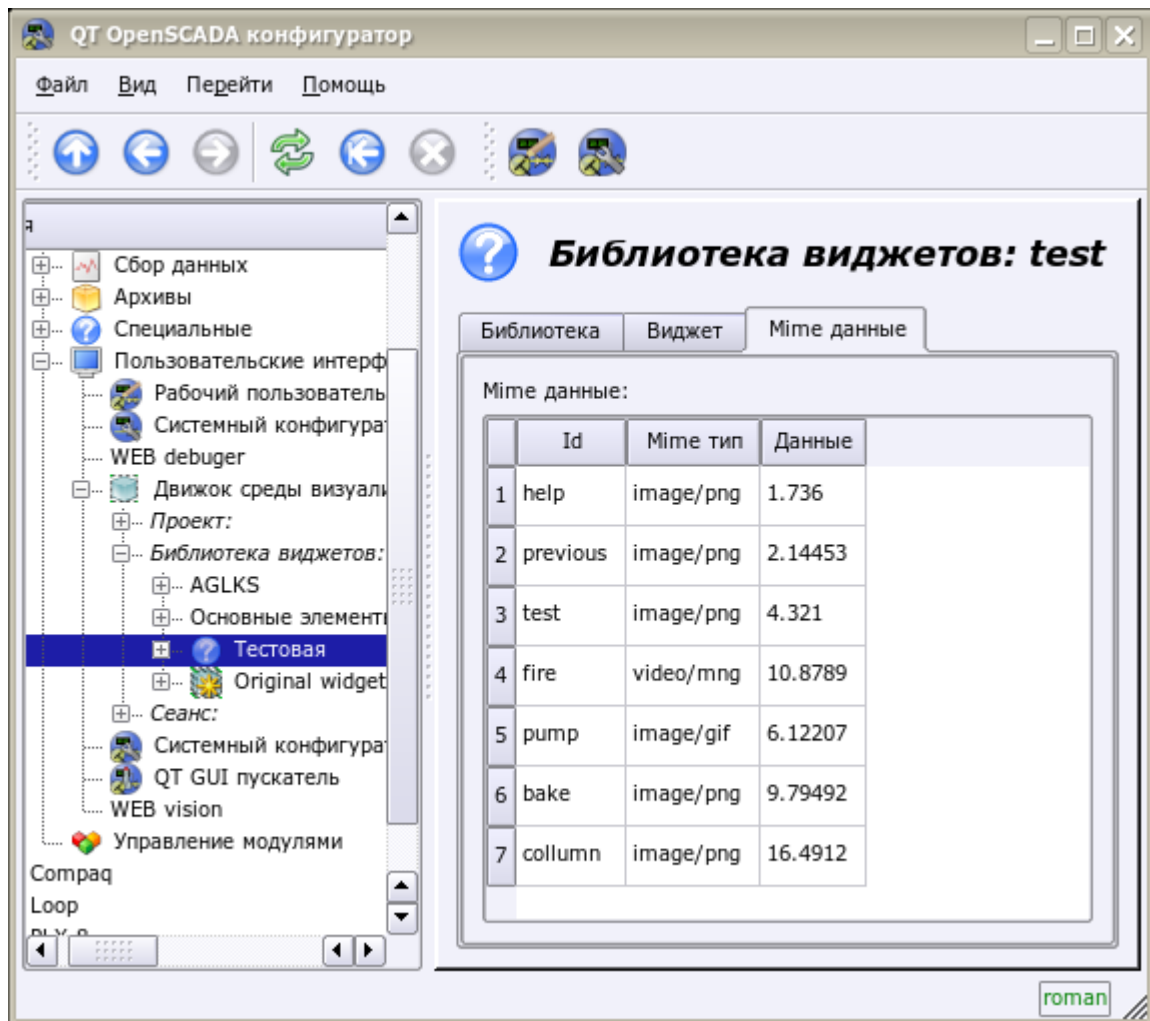 QT OpenSCADA конфигуратор
Файл Вид Перейти Помощь
я
Сбор данных
Архивы
Специальные
Пользовательские интерф
Рабочий пользователь
Системный конфигурат
WEB debuger
Движок среды визуали
Проект:
Библиотека виджетов:
AGLKS
Основные элементы
Тестовая
Original widget
Сеанс:
Системный конфигурат
QT GUI пускатель
WEB vision
Управление модулями
Compaq
Loop
Библиотека виджетов: test
Библиотека Виджет Mime данные
Mime данные:
Id Mime тип Данные
1 help image/png 1.736
2 previous image/png 2.14453
3 test image/png 4.321
4 fire video/mng 10.8789
5 pump image/gif 6.12207
6 bake image/png 9.79492
7 collumn image/png 16.4912
roman